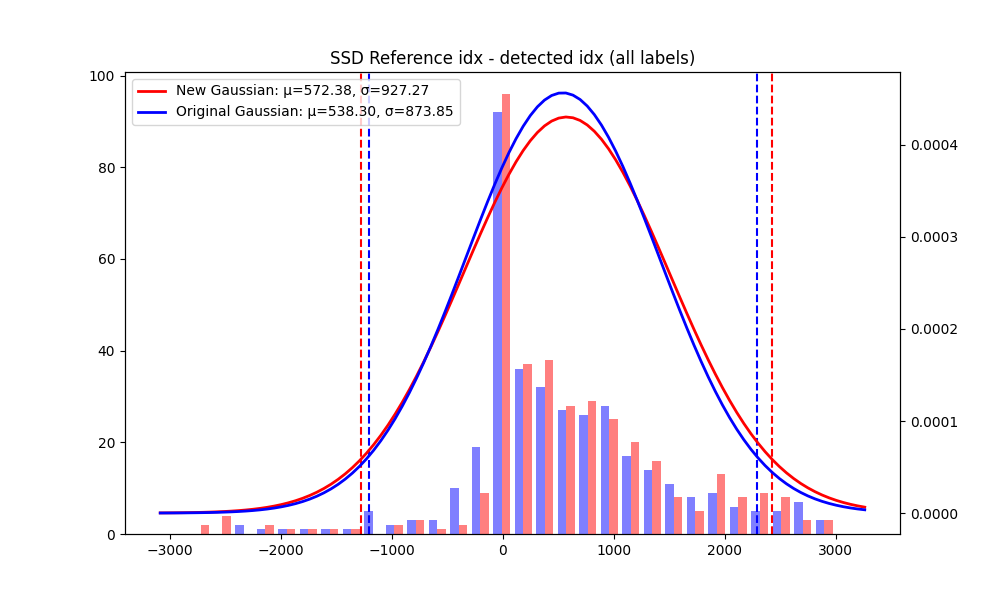 SSD Reference idx - detected idx (all labels)
New Gaussian: μ=572.38, σ=927.27
Original Gaussian: μ=538.30, σ=873.85
100
80
60
40
20
0
0.0004
0.0003
0.0002
0.0001
0.0000
−3000 −2000 −1000 0 1000 2000 3000